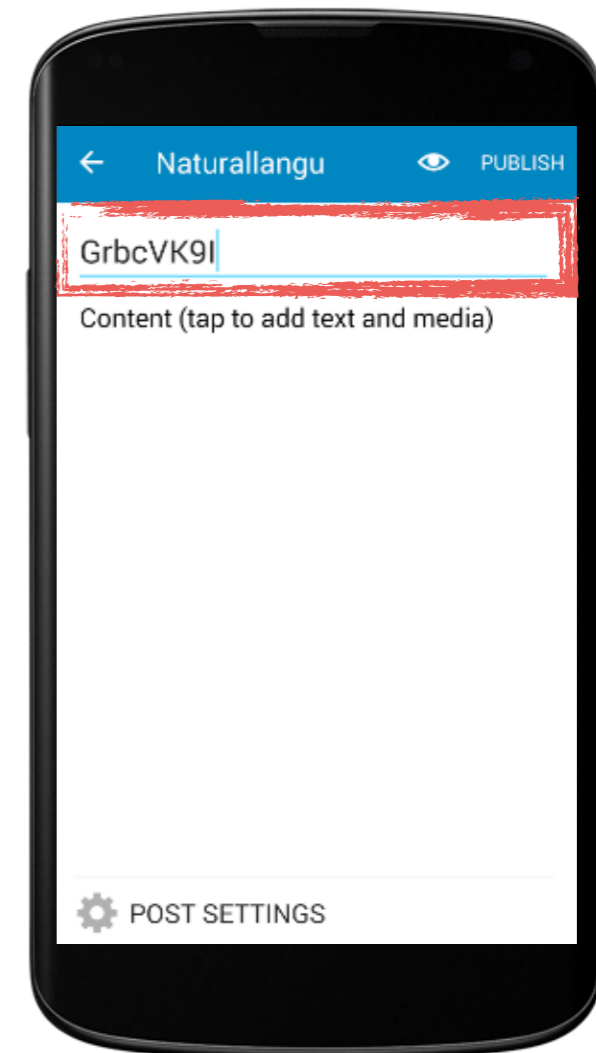 Naturallangu PUBLISH
GrbcVK9I
Content (tap to add text and media)
POST SETTINGS